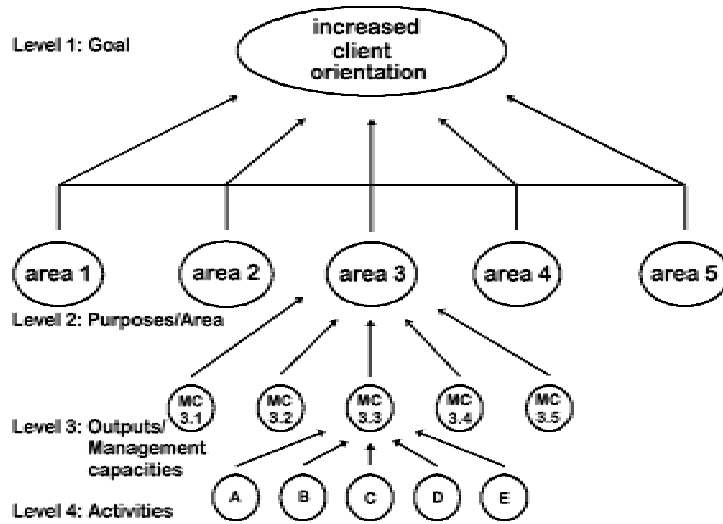 Level 1: Goal
increased
client
orientation
area 1
area 2
area 3
area 4
area 5
Level 2: Purposes/Area
MC
3.1
MC
3.2
MC
3.3
MC
3.4
MC
3.5
Level 3: Outputs/
Management
capacities
A
B
C
D
E
Level 4: Activities